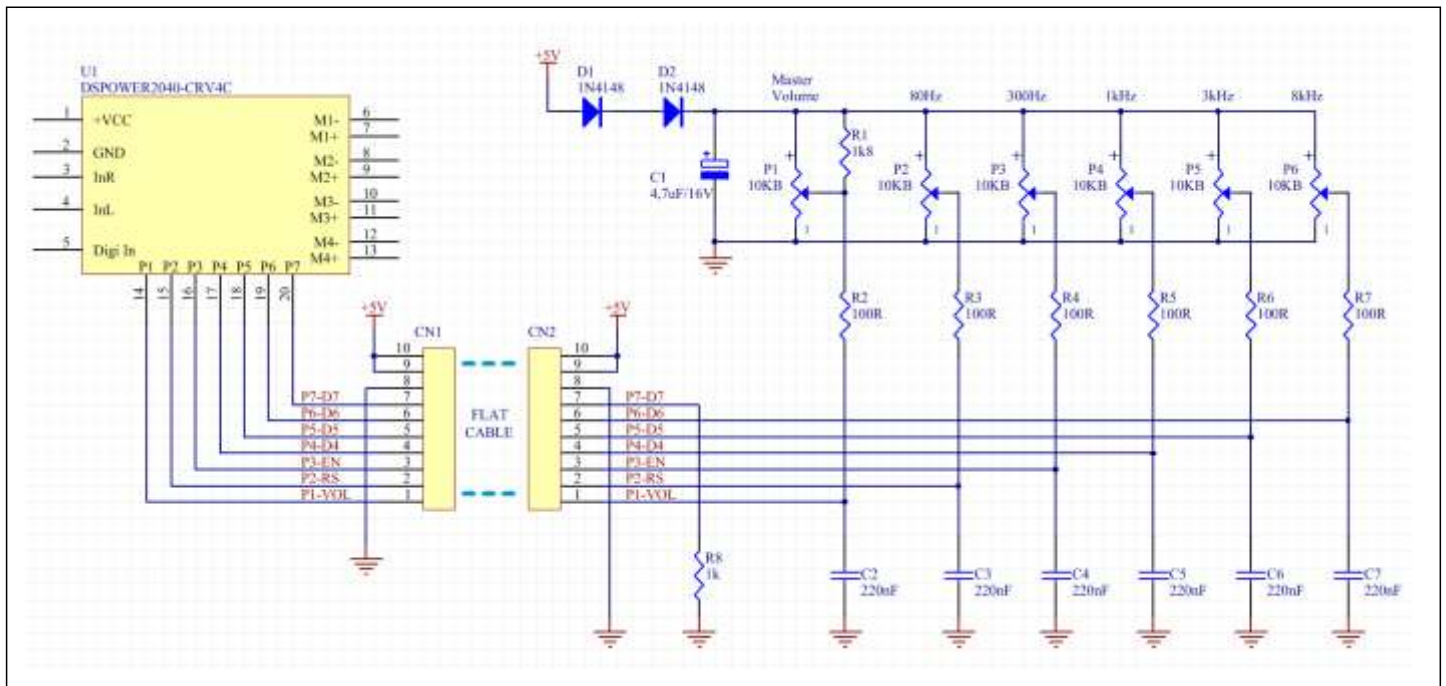 U1
DSPOWER2040-CRV4C
1 +VCC M1- 6
M1+ 7
2 GND M2- 8
3 InR M2+ 9
4 InL M3- 10
M3+ 11
M4- 12
5 Digi In M4+ 13
P1 P2 P3 P4 P5 P6 P7
14 15 16 17 18 19 20
+5V
D1
1N4148
D2
1N4148
Master
Volume
80Hz
300Hz
1kHz
3kHz
8kHz
C1
4,7uF/16V
+
P1
10KB
+
1
R1
1k8
P2
10KB
+
1
P3
10KB
+
1
P4
10KB
+
1
P5
10KB
+
1
P6
10KB
+
1
R2
100R
R3
100R
R4
100R
R5
100R
R6
100R
R7
100R
+5V
CN1
10
9
8
P7-D7 7
P6-D6 6
P5-D5 5
P4-D4 4
P3-EN 3
P2-RS 2
P1-VOL 1
FLAT
CABLE
CN2
+5V
10
9
8
7 P7-D7
6 P6-D6
5 P5-D5
4 P4-D4
3 P3-EN
2 P2-RS
1 P1-VOL
R8
1k
C2
220nF
C3
220nF
C4
220nF
C5
220nF
C6
220nF
C7
220nF